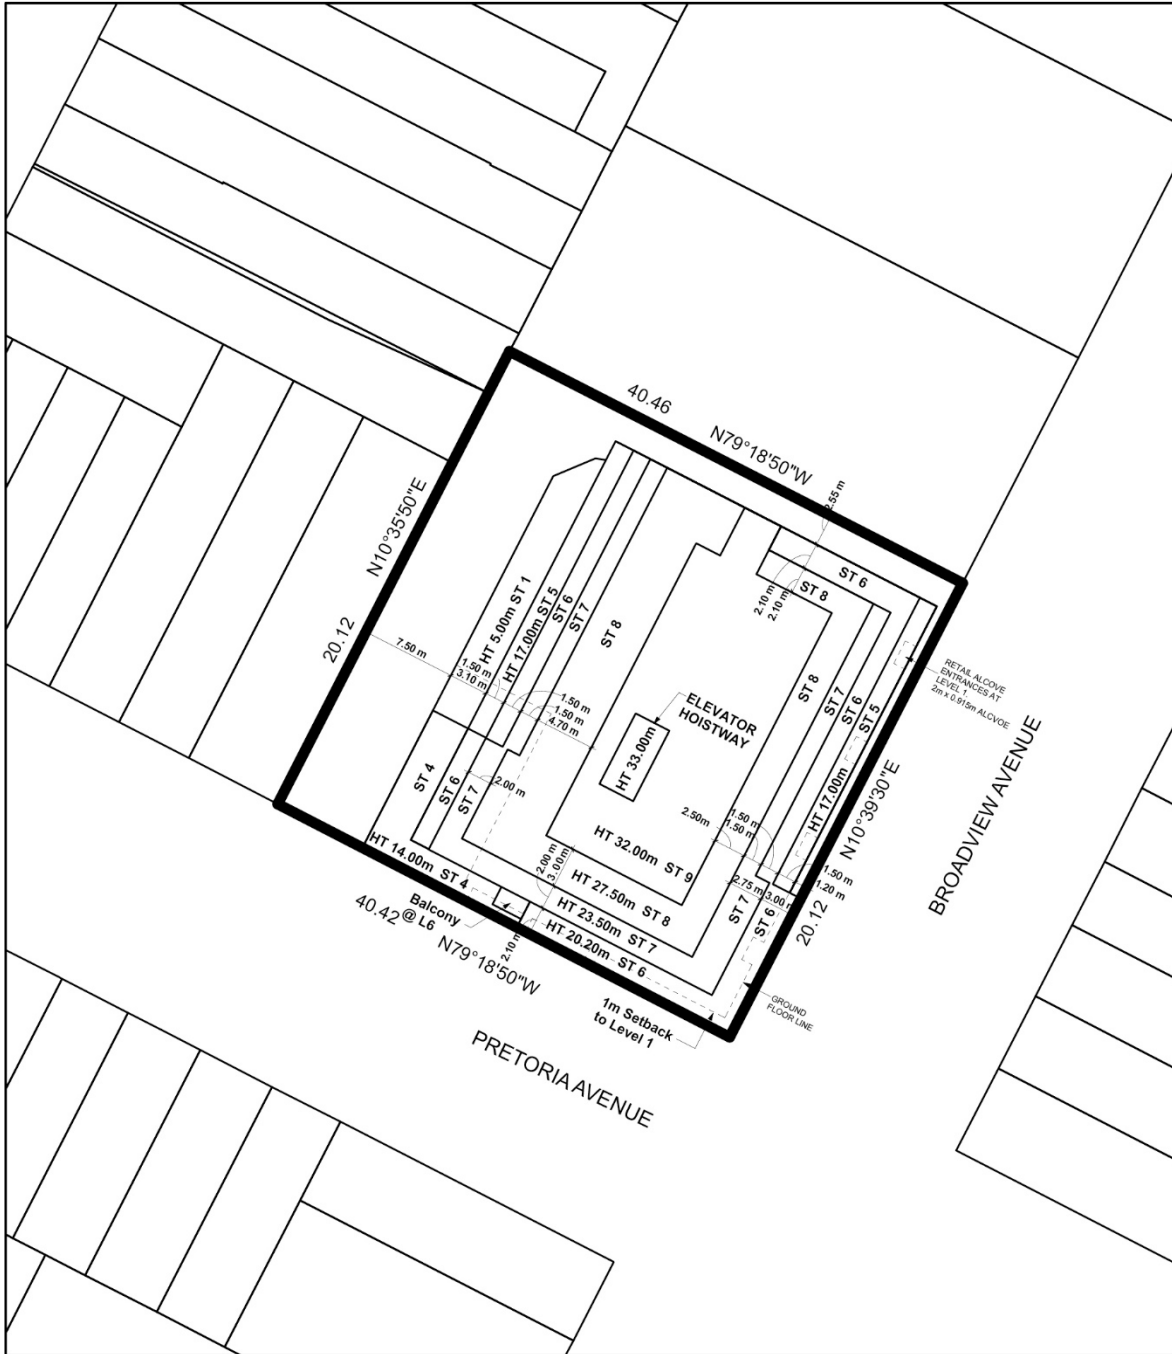 40.46
N79°18'50"W
2.55 m
N10°35'50"E
20.12
HT 5.00m ST 1
HT 17.00m ST 5
ST 6
ST 7
ST 8
ST 6
ST 8
2.10 m
2.10 m
7.50 m
1.50 m
3.10 m
1.50 m
1.50 m
4.70 m
ELEVATOR
HOISTWAY
HT 33.00m
ST 8
ST 7
ST 6
ST 5
HT 17.00m
RETAIL ALCOVE
ENTRANCES AT
LEVEL 1.
2m x 0.915m ALCVOE
N10°39'30"E
20.12
BROADVIEW AVENUE
ST 4
ST 6
ST 7
2.00 m
2.50m
1.50 m
1.50 m
HT 32.00m ST 9
2.00 m
3.00m
HT 27.50m ST 8
HT 23.50m ST 7
HT 20.20m ST 6
HT 14.00m ST 4
2.75 m
3.00 m
1.50 m
1.20 m
ST 7
ST 6
Balcony
@ L6
2.10 m
40.42
N79°18'50"W
1m Setback
to Level 1
GROUND
FLOOR LINE
PRETORIA AVENUE